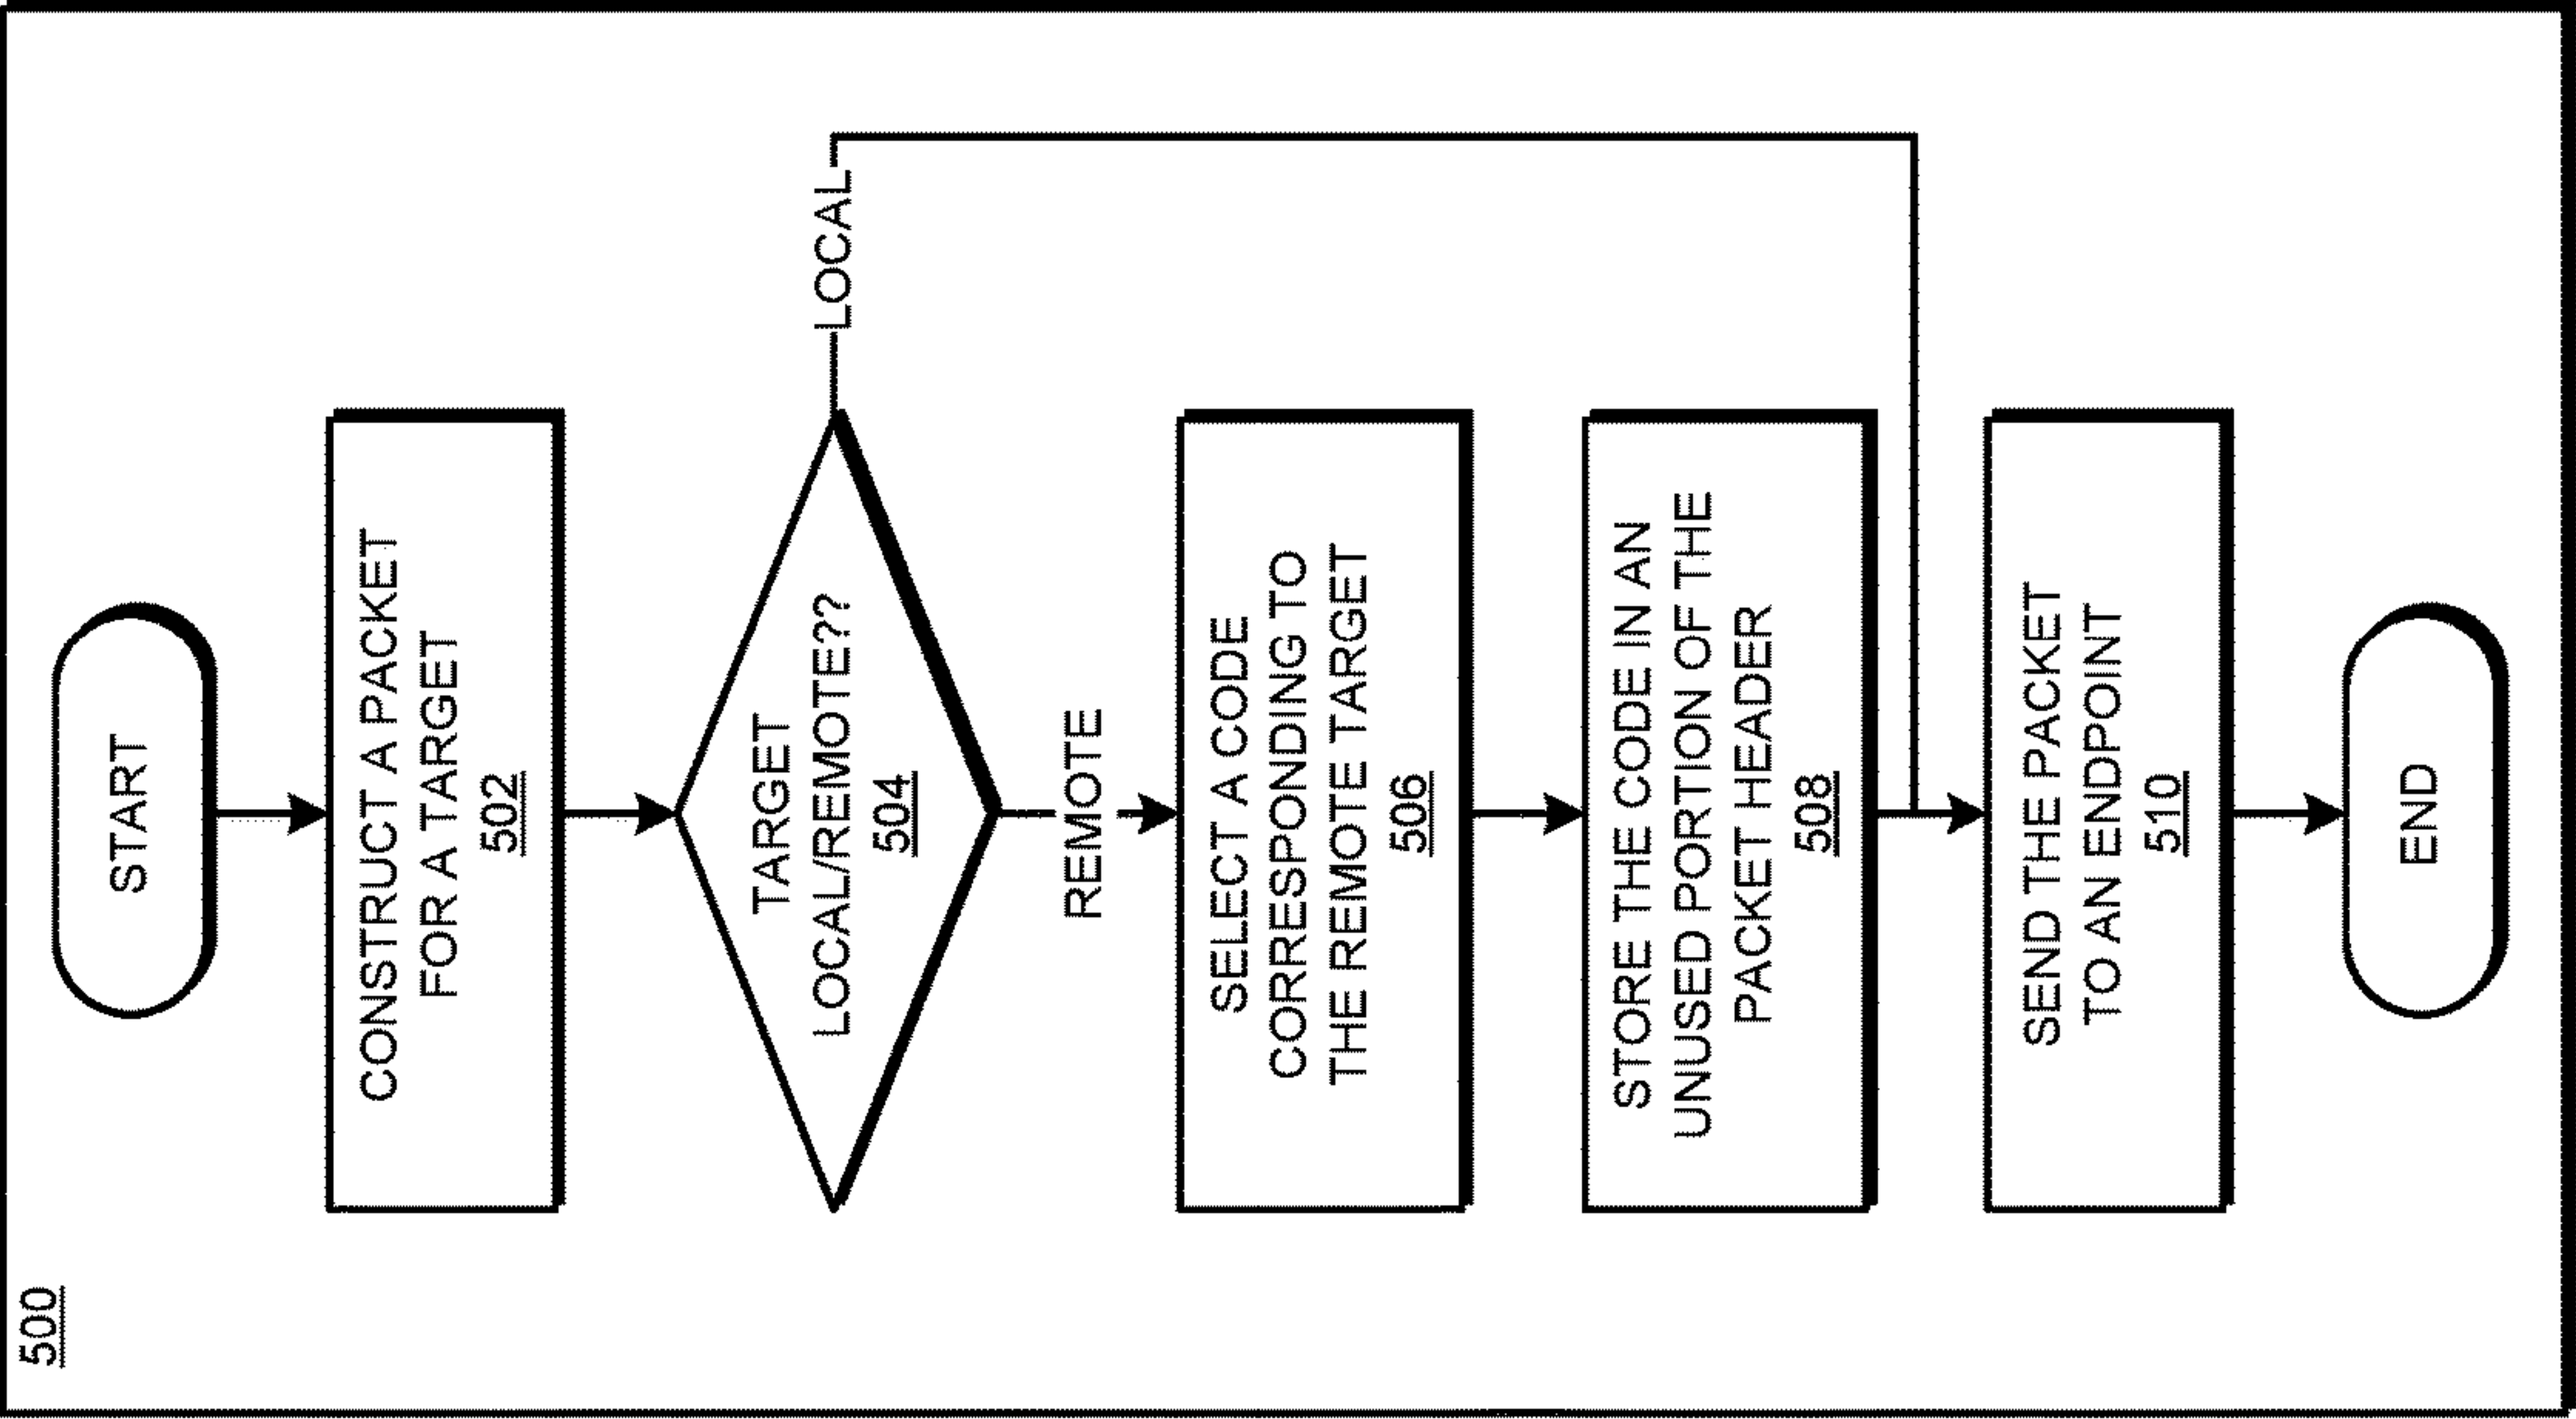 500
START
CONSTRUCT A PACKET
FOR A TARGET
502
TARGET
LOCAL/REMOTE??
504
LOCAL
REMOTE
SELECT A CODE
CORRESPONDING TO
THE REMOTE TARGET
506
STORE THE CODE IN AN
UNUSED PORTION OF THE
PACKET HEADER
508
SEND THE PACKET
TO AN ENDPOINT
510
END